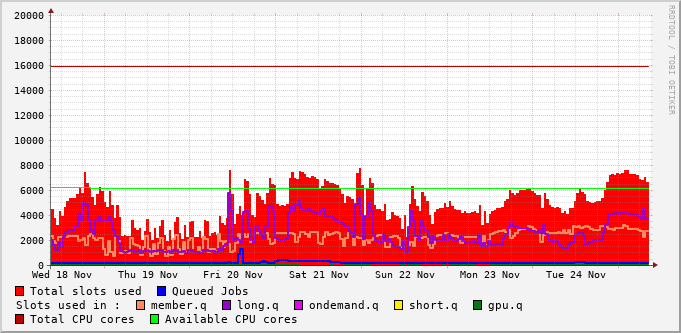 20000
18000
16000
14000
12000
10000
8000
6000
4000
2000
0
Wed 18 Nov Thu 19 Nov Fri 20 Nov Sat 21 Nov Sun 22 Nov Mon 23 Nov Tue 24 Nov
Total slots used Queued Jobs
Slots used in : member.q long.q ondemand.q short.q gpu.q
Total CPU cores Available CPU cores
RRDTOOL / TOBI OETIKER